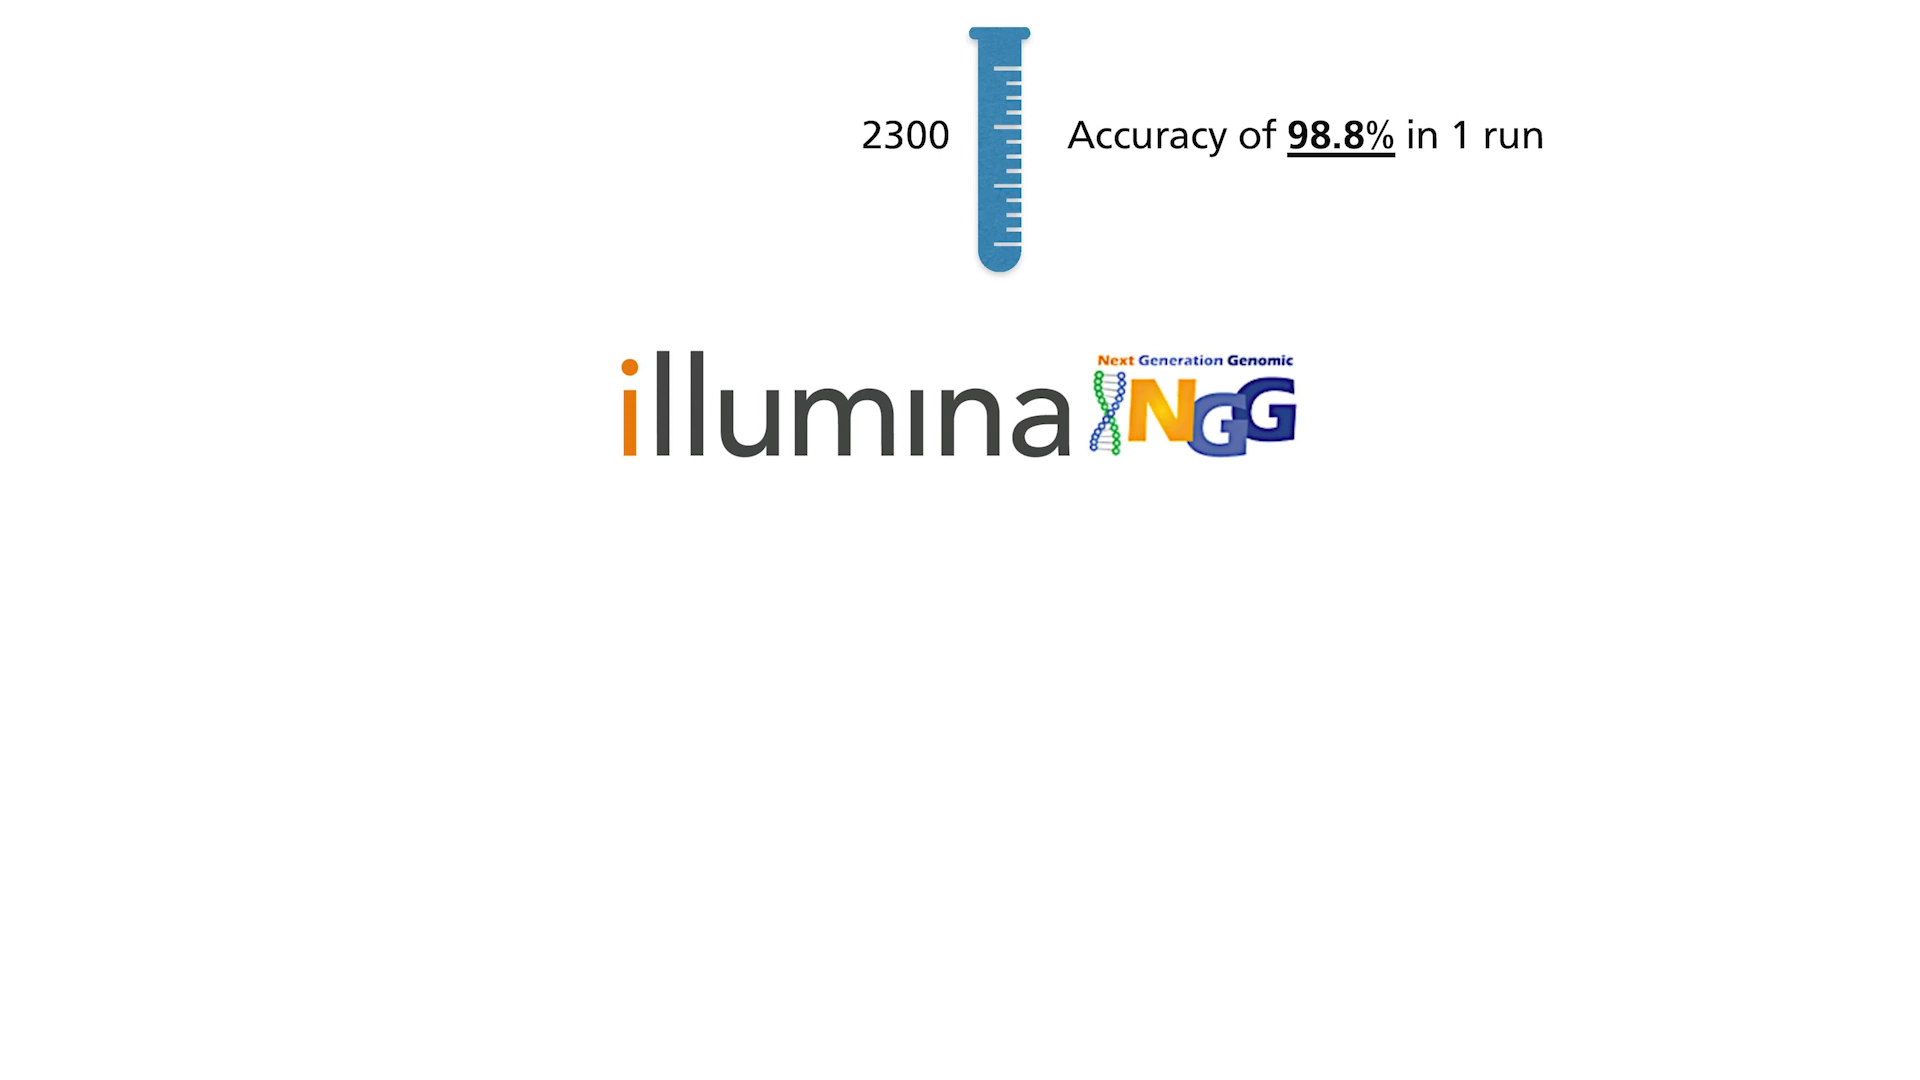 2300
Accuracy of 98.8% in 1 run
illumina
Next Generation Genomic
NGG